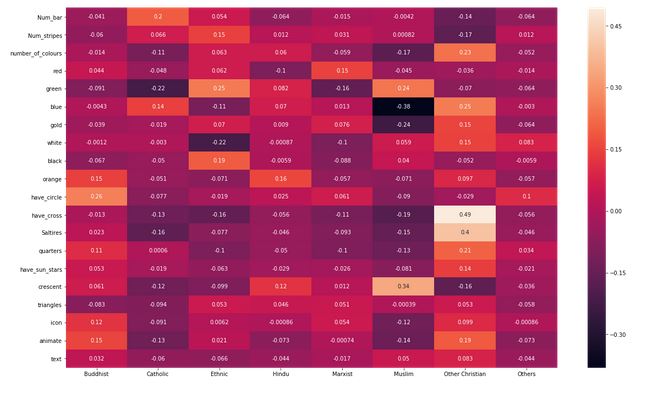 Num_bar -0.041 0.2 0.054 -0.064 -0.015 -0.0042 -0.14 -0.064
Num_stripes -0.06 0.066 0.15 0.012 0.031 0.00082 -0.17 0.012
number_of_colours -0.014 -0.11 0.063 0.06 -0.059 -0.17 0.23 -0.052
red 0.044 -0.048 0.062 -0.1 0.15 -0.045 -0.036 -0.014
green -0.091 -0.22 0.25 0.082 -0.16 0.24 -0.07 -0.064
blue -0.0043 0.14 -0.11 0.07 0.013 -0.38 0.25 -0.003
gold -0.039 -0.019 0.07 0.009 0.076 -0.24 0.15 -0.064
white -0.0012 -0.003 -0.22 -0.00087 -0.1 0.059 0.15 0.083
black -0.067 -0.05 0.19 -0.0059 -0.088 0.04 -0.052 -0.0059
orange 0.15 -0.051 -0.071 0.16 -0.057 -0.071 0.097 -0.057
have_circle 0.26 -0.077 -0.019 0.025 0.061 -0.09 -0.029 0.1
have_cross -0.013 -0.13 -0.16 -0.056 -0.11 -0.19 0.49 -0.056
Saltires 0.023 -0.16 -0.077 -0.046 -0.093 -0.15 0.4 -0.046
quarters 0.11 0.0006 -0.1 -0.05 -0.1 -0.13 0.21 0.034
have_sun_stars 0.053 -0.019 -0.063 -0.029 -0.026 -0.081 0.14 -0.021
crescent 0.061 -0.12 -0.099 0.12 0.012 0.34 -0.16 -0.036
triangles -0.083 -0.094 0.053 0.046 0.051 -0.00039 0.053 -0.058
icon 0.12 -0.091 0.0062 -0.00086 0.054 -0.12 0.099 -0.00086
animate 0.15 -0.13 0.021 -0.073 -0.00074 -0.14 0.19 -0.073
text 0.032 -0.06 -0.066 -0.044 -0.017 0.05 0.083 -0.044
Buddhist Catholic Ethnic Hindu Marxist Muslim Other Christian Others
0.45
0.30
0.15
0.00
-0.15
-0.30